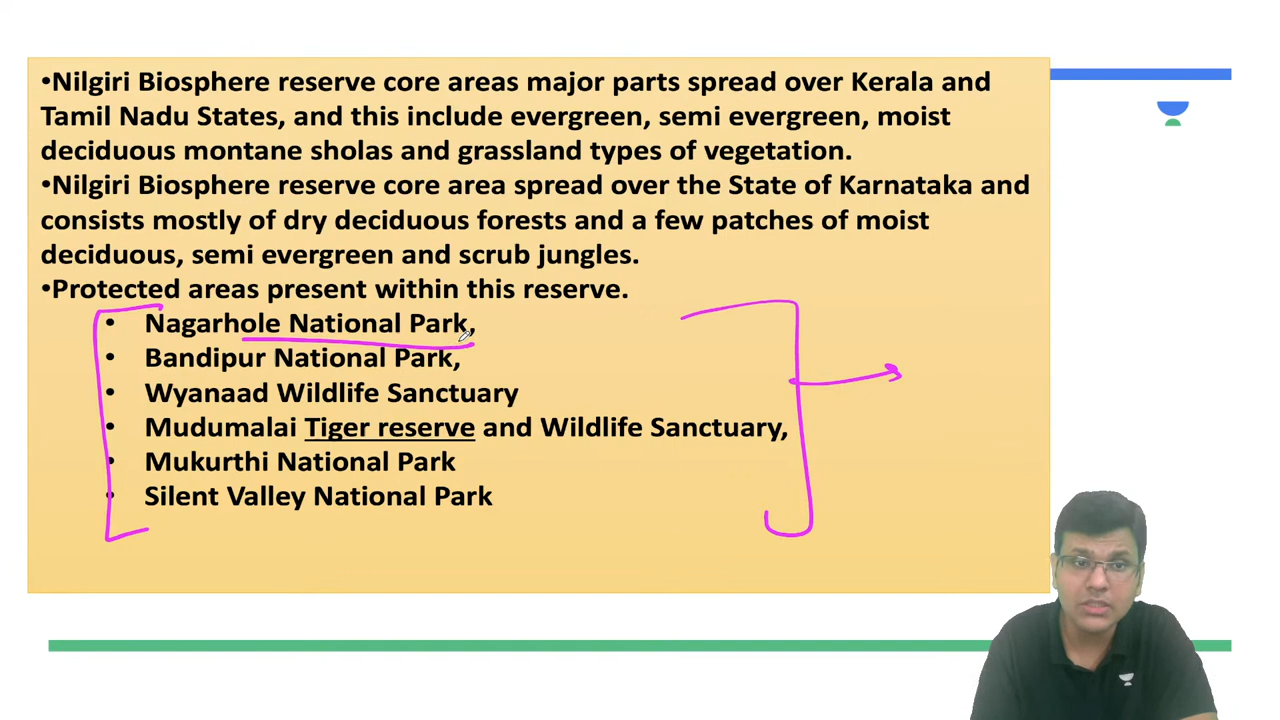 •Nilgiri Biosphere reserve core areas major parts spread over Kerala and
Tamil Nadu States, and this include evergreen, semi evergreen, moist
deciduous montane sholas and grassland types of vegetation.
•Nilgiri Biosphere reserve core area spread over the State of Karnataka and
consists mostly of dry deciduous forests and a few patches of moist
deciduous, semi evergreen and scrub jungles.
•Protected areas present within this reserve.
• Nagarhole National Park,
• Bandipur National Park,
• Wyanaad Wildlife Sanctuary
• Mudumalai Tiger reserve and Wildlife Sanctuary,
• Mukurthi National Park
• Silent Valley National Park